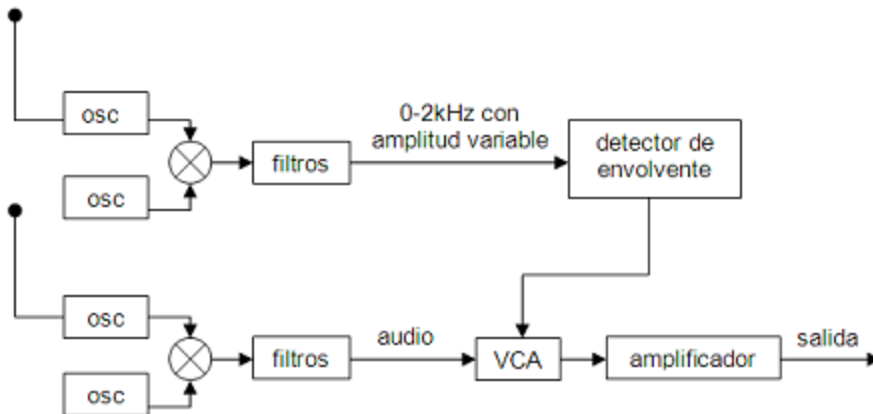 osc
osc
filtros
0-2kHz con
amplitud variable
detector de
envolvente
osc
osc
filtros
audio
VCA
amplificador
salida